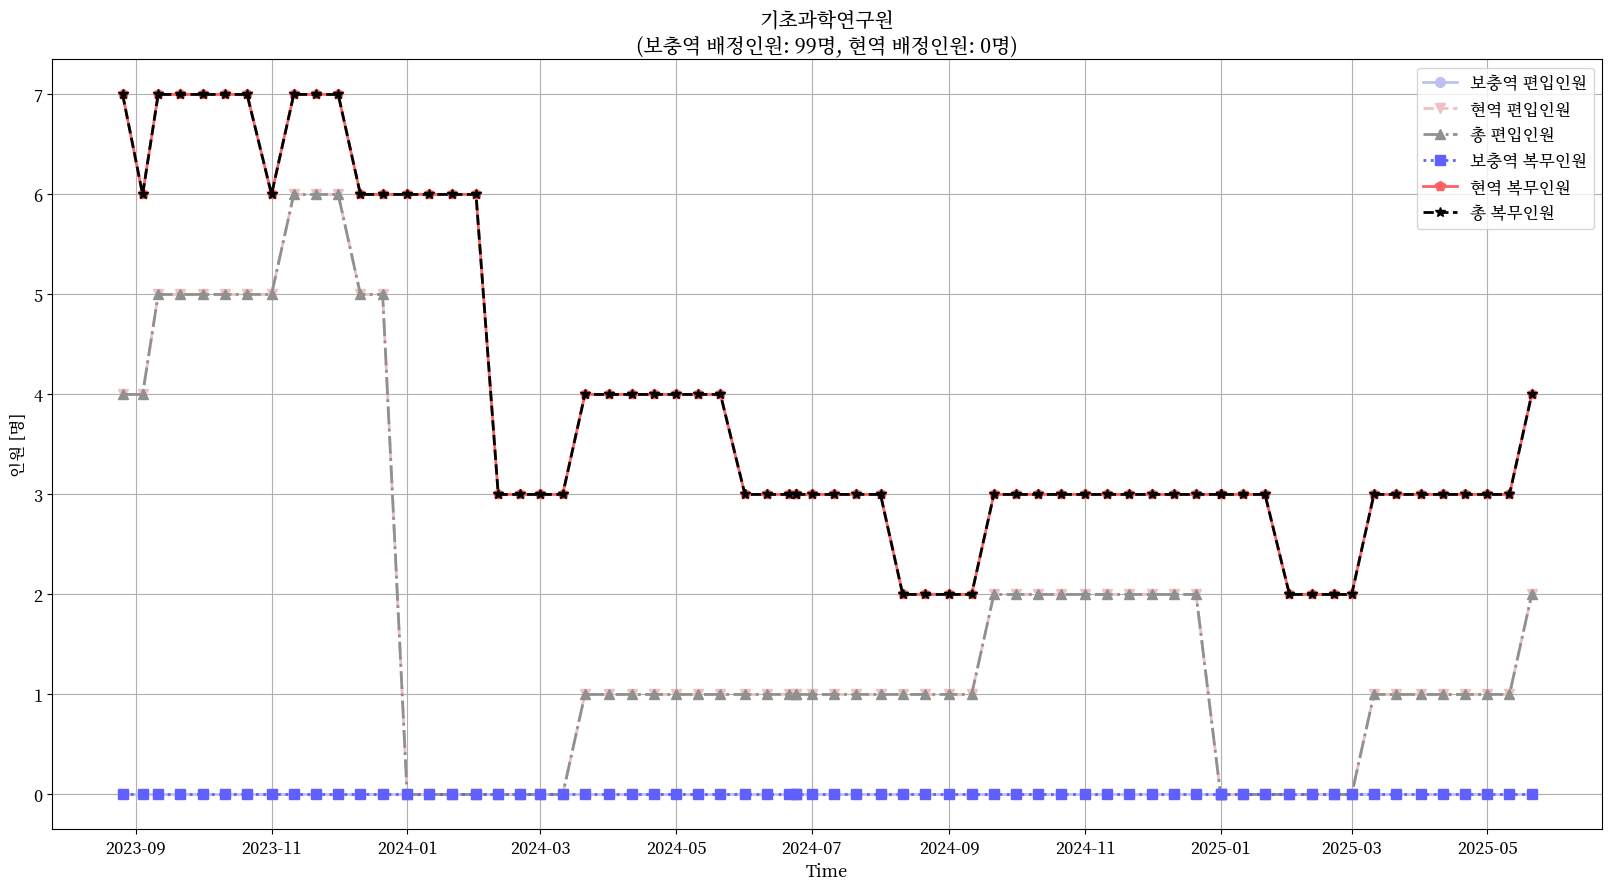 기초과학연구원
(보충역 배정인원: 99명, 현역 배정인원: 0명)
보충역 편입인원
현역 편입인원
총 편입인원
보충역 복무인원
현역 복무인원
총 복무인원
인원 [명]
7
6
5
4
3
2
1
0
2023-09 2023-11 2024-01 2024-03 2024-05 2024-07 2024-09 2024-11 2025-01 2025-03 2025-05
Time